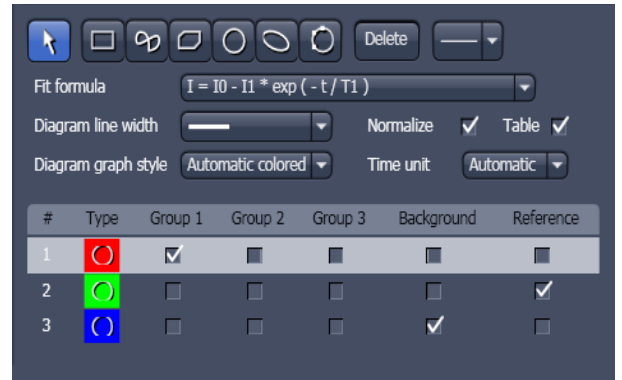 Delete
Fit formula I = I0 - I1 * exp ( - t / T1 )
Diagram line width Normalize Table
Diagram graph style Automatic colored Time unit Automatic
# Type Group 1 Group 2 Group 3 Background Reference
1
2
3